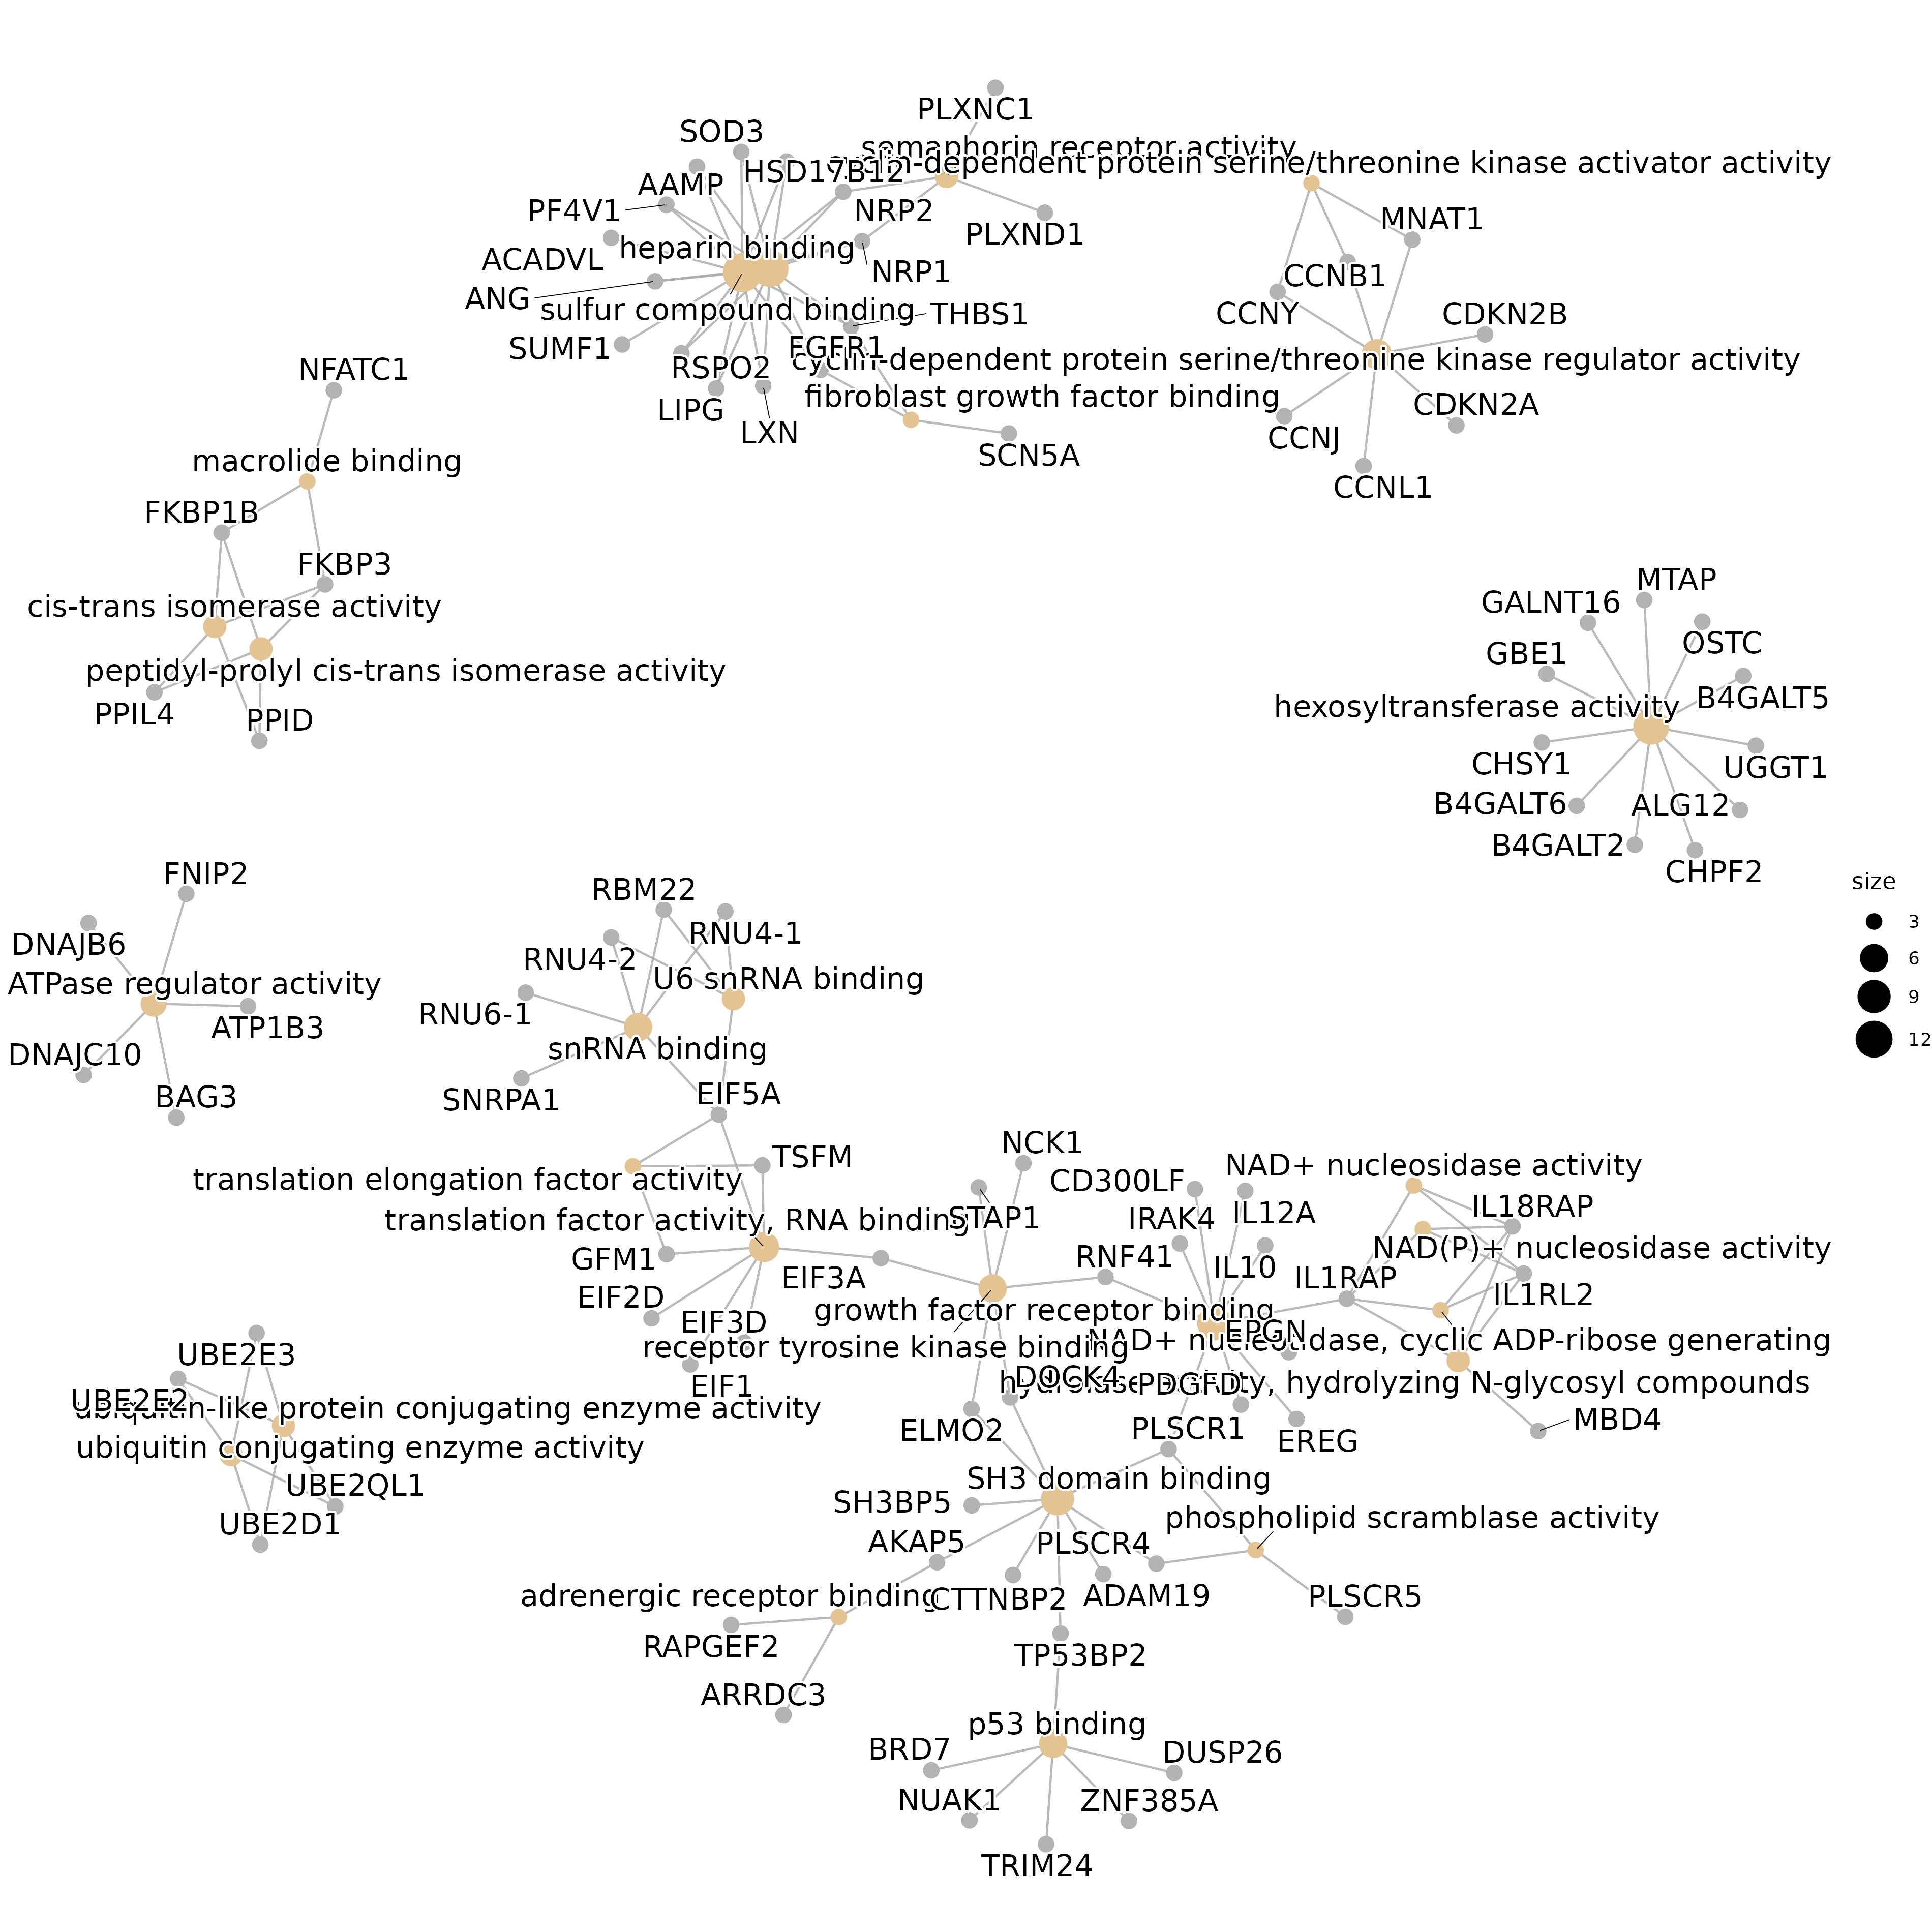 PLXNC1
SOD3
semaphorin receptor activity
cyclin-dependent protein serine/threonine kinase activator activity
HSD17B12
AAMP
PF4V1
NRP2
MNAT1
PLXND1
heparin binding
ACADVL
NRP1
CCNB1
ANG
sulfur compound binding
THBS1
CCNY
CDKN2B
SUMF1
FGFR1
cyclin-dependent protein serine/threonine kinase regulator activity
RSPO2
NFATC1
fibroblast growth factor binding
LIPG
CDKN2A
LXN
CCNJ
SCN5A
macrolide binding
CCNL1
FKBP1B
FKBP3
MTAP
GALNT16
cis-trans isomerase activity
OSTC
GBE1
peptidyl-prolyl cis-trans isomerase activity
B4GALT5
hexosyltransferase activity
PPIL4
PPID
CHSY1
UGGT1
B4GALT6
ALG12
B4GALT2
CHPF2
FNIP2
size
RBM22
3
DNAJB6
RNU4-1
RNU4-2
6
U6 snRNA binding
ATPase regulator activity
9
RNU6-1
ATP1B3
12
snRNA binding
DNAJC10
BAG3
SNRPA1
EIF5A
NCK1
TSFM
NAD+ nucleosidase activity
translation elongation factor activity
CD300LF
IL18RAP
translation factor activity, RNA binding
STAP1
IRAK4
IL12A
NAD(P)+ nucleosidase activity
GFM1
RNF41
IL10
EIF3A
IL1RAP
EIF2D
IL1RL2
growth factor receptor binding
EIF3D
EPGN
NAD+ nucleotidase, cyclic ADP-ribose generating
receptor tyrosine kinase binding
UBE2E3
DOCK4
PDGFD
hydrolase activity, hydrolyzing N-glycosyl compounds
EIF1
UBE2E2
ubiquitin-like protein conjugating enzyme activity
MBD4
ELMO2
PLSCR1
EREG
ubiquitin conjugating enzyme activity
SH3 domain binding
UBE2QL1
SH3BP5
phospholipid scramblase activity
UBE2D1
AKAP5
PLSCR4
adrenergic receptor binding
CTTNBP2
ADAM19
PLSCR5
RAPGEF2
TP53BP2
ARRDC3
p53 binding
BRD7
DUSP26
NUAK1
ZNF385A
TRIM24